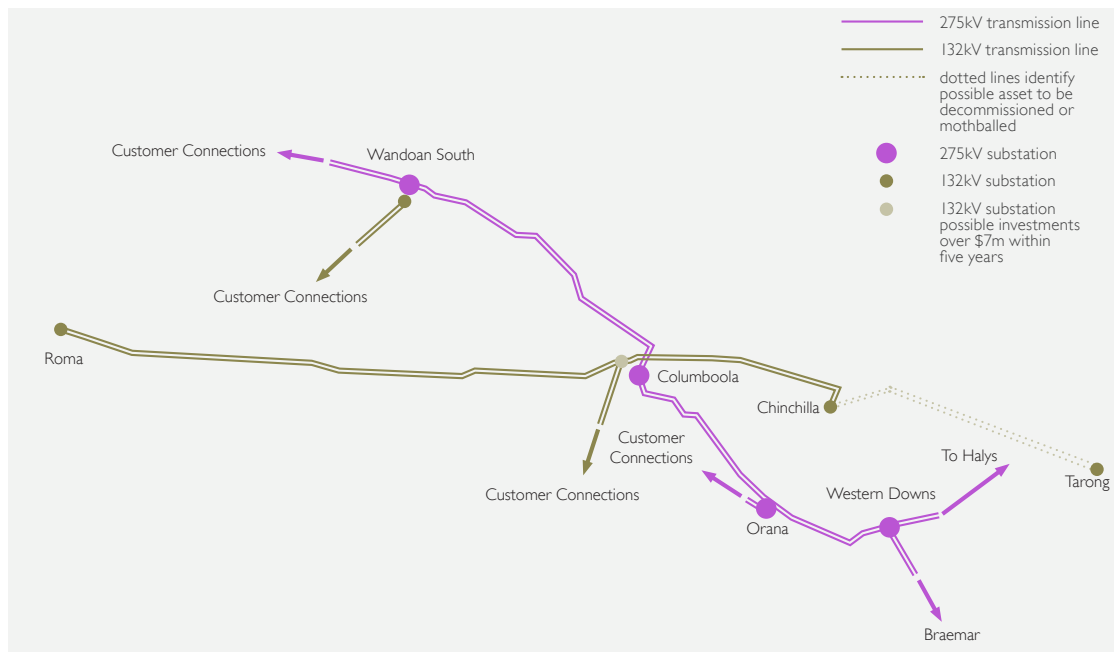 275kV transmission line
132kV transmission line
dotted lines identify
possible asset to be
decommissioned or
mothballed
275kV substation
132kV substation
132kV substation
possible investments
over $7m within
five years
Customer Connections
Wandoan South
Customer Connections
Roma
Columboola
Chinchilla
Customer
Connections
To Halys
Tarong
Customer Connections
Western Downs
Orana
Braemar